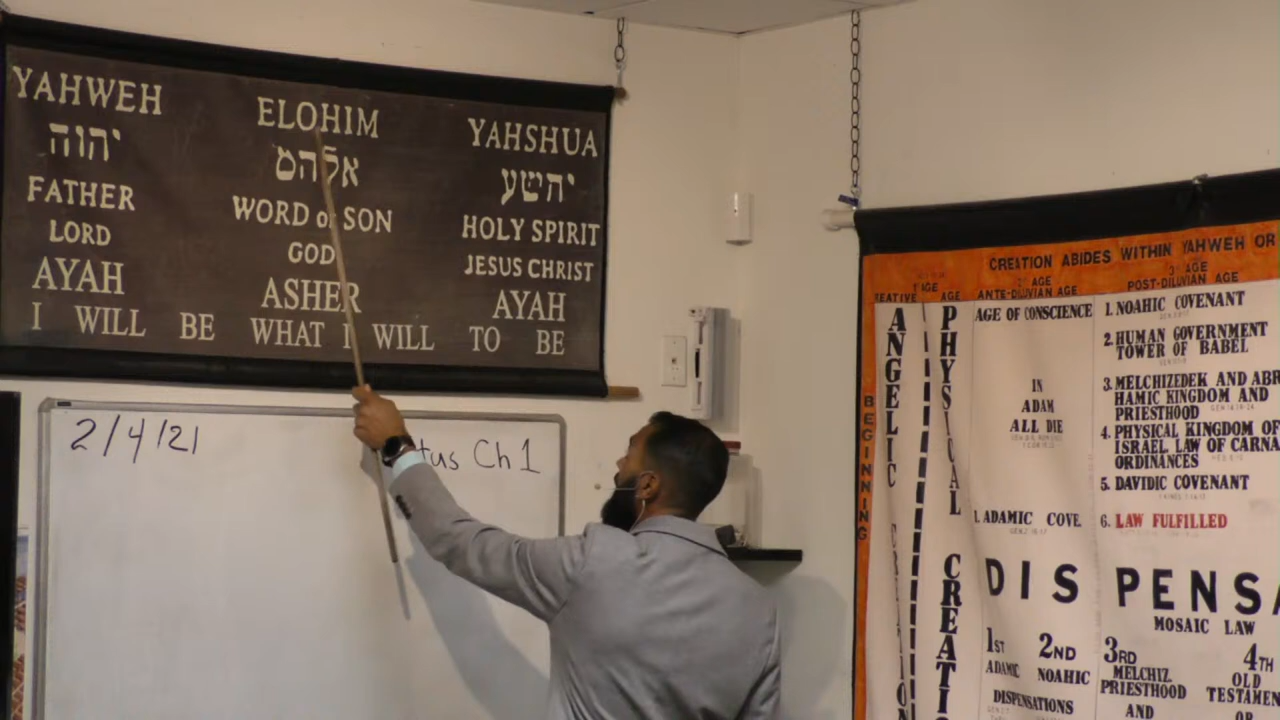 YAHWEH ELOHIM YAHSHUA
יהוה אלהם יהשע
FATHER WORD or SON HOLY SPIRIT
LORD GOD JESUS CHRIST
AYAH ASHER AYAH
I WILL BE WHAT I WILL TO BE
2/4/21 tus Ch 1
CREATION ABIDES WITHIN YAHWEH OR
AGE AGE
ANTE-DILUVIAN AGE
3RD AGE
POST-DILUVIAN AGE
BEGINNING
ANGELIC
PHYSICAL CREATIO
AGE OF CONSCIENCE
IN
ADAM
ALL DIE
1. ADAMIC COVE.
1. NOAHIC COVENANT
2. HUMAN GOVERNMENT
TOWER OF BABEL
3. MELCHIZEDEK AND ABR
HAMIC KINGDOM AND
PRIESTHOOD
4. PHYSICAL KINGDOM OF
ISRAEL LAW OF CARNA
ORDINANCES
5. DAVIDIC COVENANT
6. LAW FULFILLED
DISPENSA
MOSAIC LAW
1ST 2ND
ADAMIC NOAHIC
DISPENSATIONS
3RD
MELCHIZ.
PRIESTHOOD
AND
4TH
OLD
TESTAMEN
OR